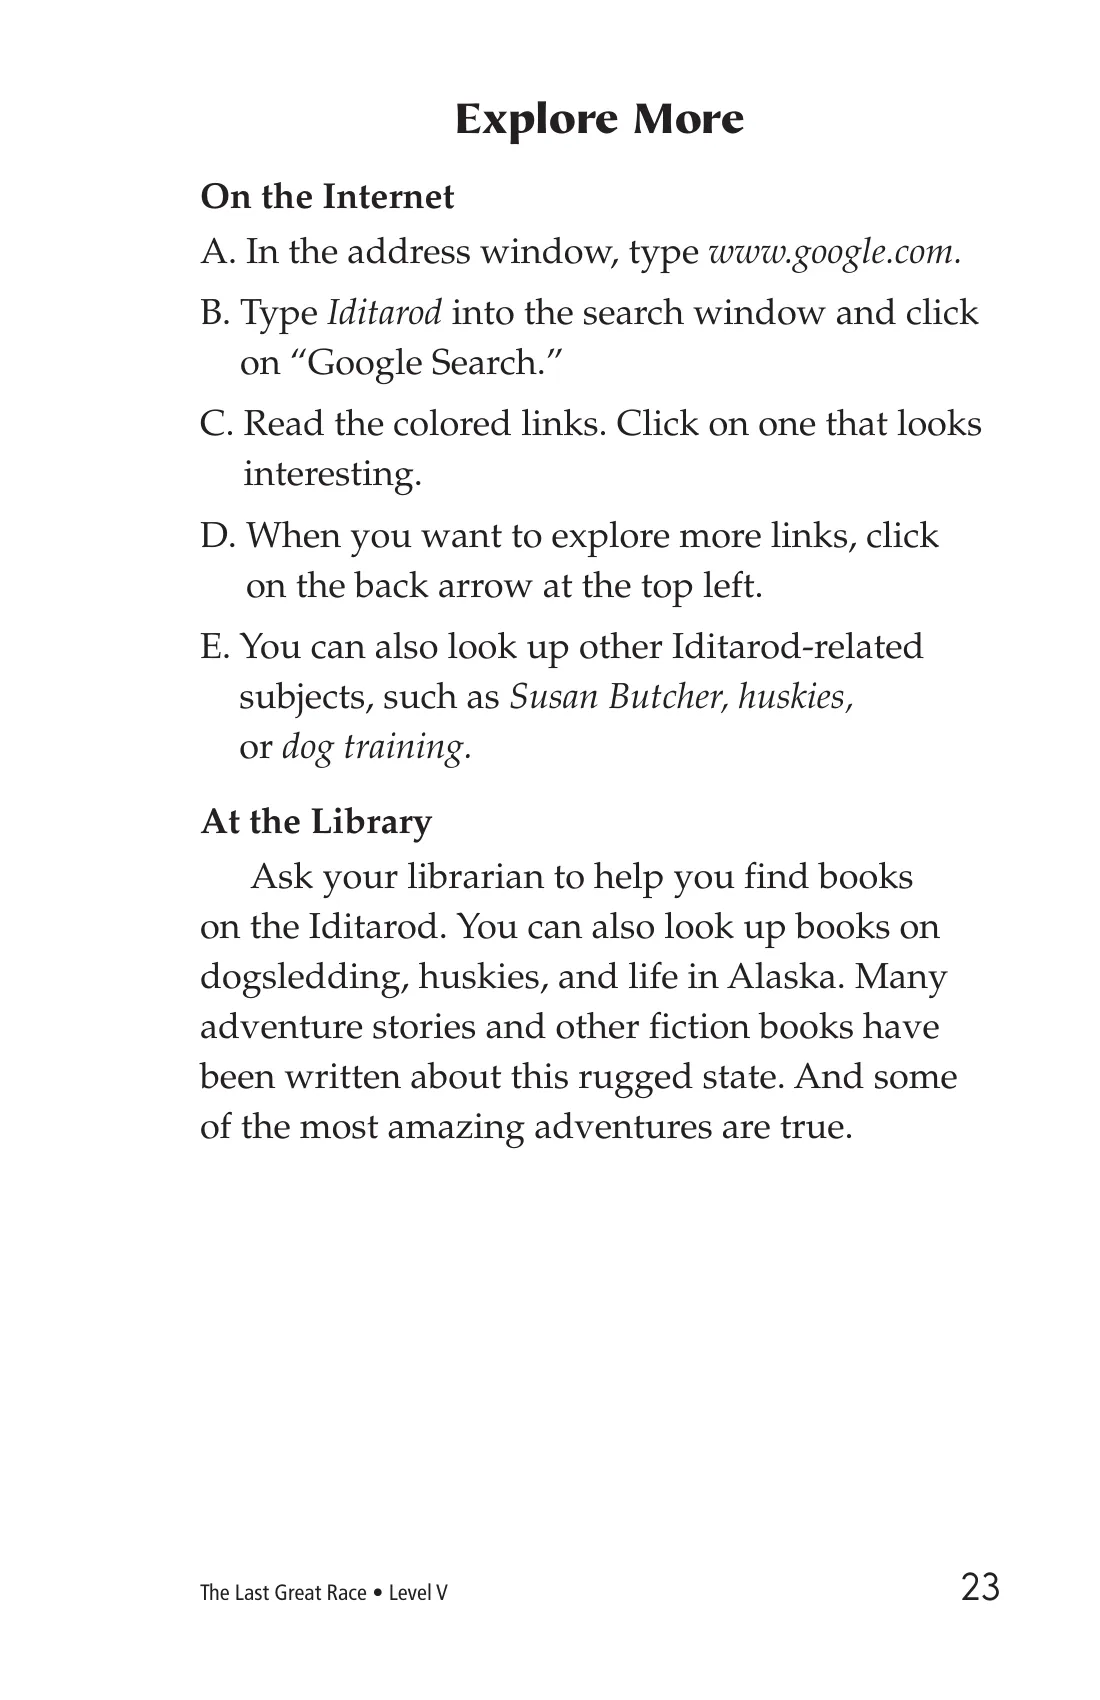 Explore More
On the Internet
A. In the address window, type www.google.com.
B. Type Iditarod into the search window and click
on “Google Search.”
C. Read the colored links. Click on one that looks
interesting.
D. When you want to explore more links, click
on the back arrow at the top left.
E. You can also look up other Iditarod-related
subjects, such as Susan Butcher, huskies,
or dog training.
At the Library
Ask your librarian to help you find books
on the Iditarod. You can also look up books on
dogsledding, huskies, and life in Alaska. Many
adventure stories and other fiction books have
been written about this rugged state. And some
of the most amazing adventures are true.
The Last Great Race • Level V
23